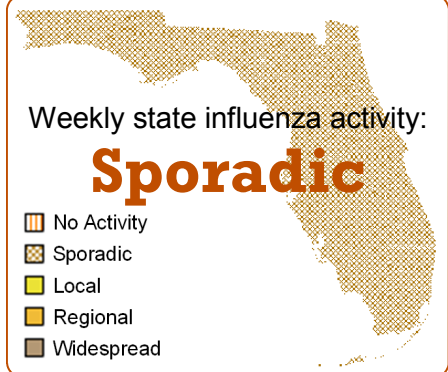 Weekly state influenza activity:
Sporadic
No Activity
Sporadic
Local
Regional
Widespread